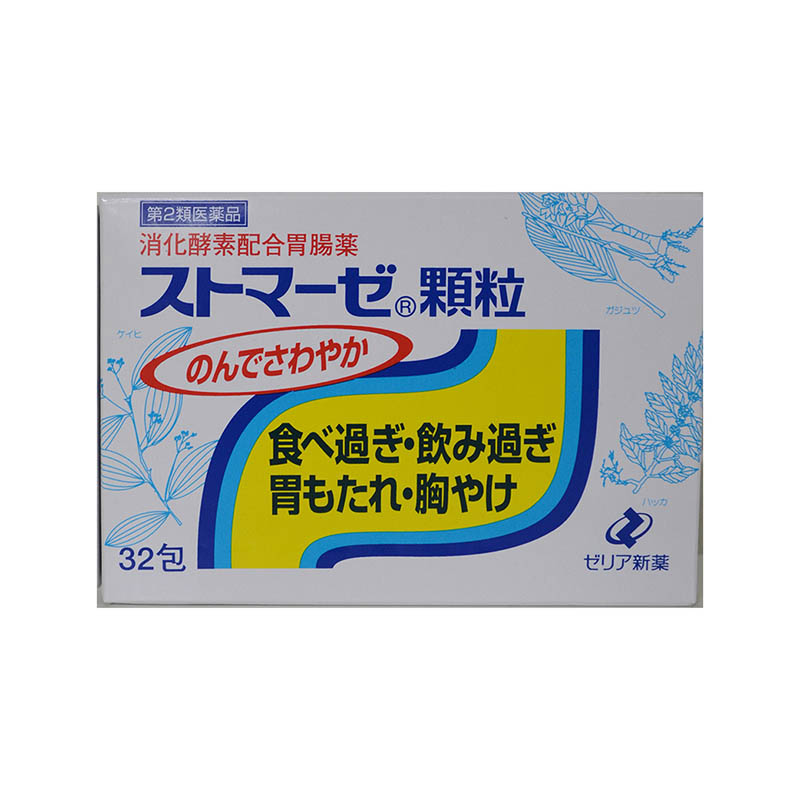 第2類医薬品
消化酵素配合胃腸薬
ストマーゼ®顆粒
のんでさわやか
ガジュツ
ケイヒ
食べ過ぎ・飲み過ぎ
胃もたれ・胸やけ
ハッカ
32包
ゼリア新薬